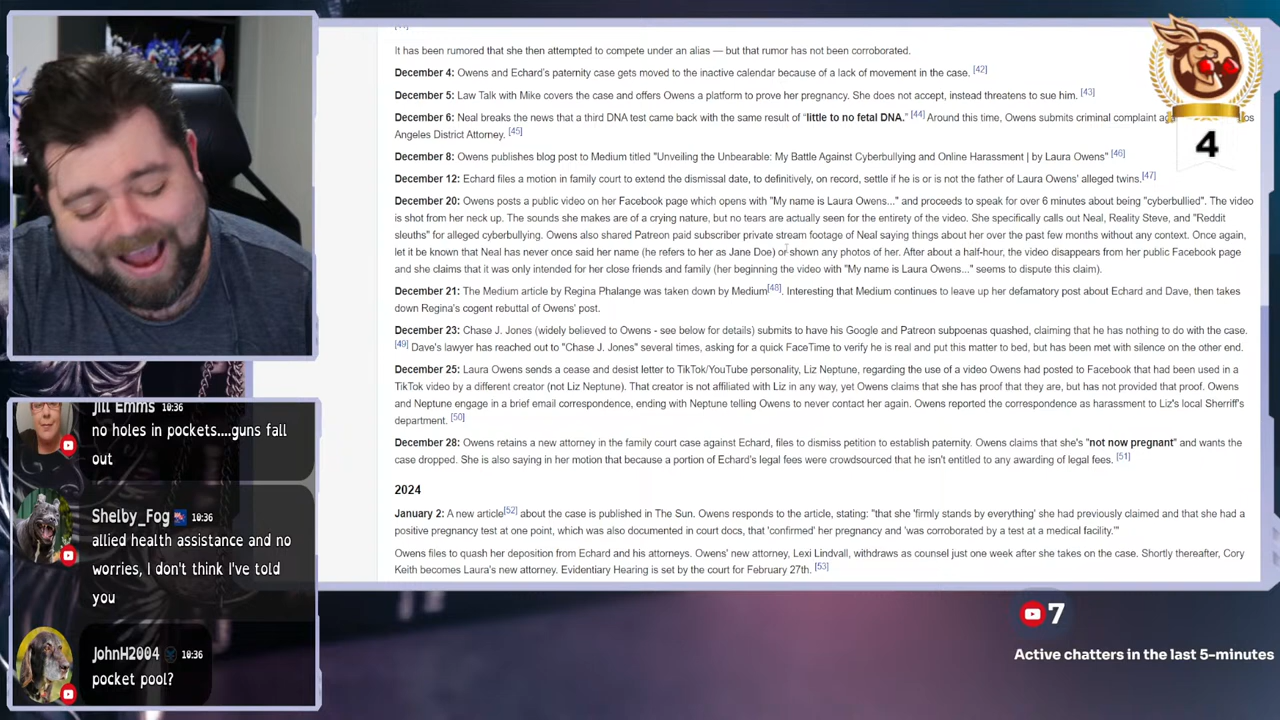 It has been rumored that she then attempted to compete under an alias — but that rumor has not been corroborated.
December 4: Owens and Echard's paternity case gets moved to the inactive calendar because of a lack of movement in the case. [42]
December 5: Law Talk with Mike covers the case and offers Owens a platform to prove her pregnancy. She does not accept, instead threatens to sue him. [43]
December 6: Neal breaks the news that a third DNA test came back with the same result of "little to no fetal DNA." [44] Around this time, Owens submits criminal complaint
Angeles District Attorney. [45]
December 8: Owens publishes blog post to Medium titled "Unveiling the Unbearable: My Battle Against Cyberbullying and Online Harassment | by Laura Owens" [46]
December 12: Echard files a motion in family court to extend the dismissal date, to definitively, on record, settle if he is or is not the father of Laura Owens' alleged twins. [47]
December 20: Owens posts a public video on her Facebook page which opens with "My name is Laura Owens..." and proceeds to speak for over 6 minutes about being "cyberbullied". The video
is shot from her neck up. The sounds she makes are of a crying nature, but no tears are actually seen for the entirety of the video. She specifically calls out Neal, Reality Steve, and "Reddit
sleuths" for alleged cyberbullying. Owens also shared Patreon paid subscriber private stream footage of Neal saying things about her over the past few months without any context. Once again,
let it be known that Neal has never once said her name (he refers to her as Jane Doe) or shown any photos of her. After about a half-hour, the video disappears from her public Facebook page
and she claims that it was only intended for her close friends and family (her beginning the video with "My name is Laura Owens..." seems to dispute this claim).
December 21: The Medium article by Regina Phalange was taken down by Medium[48]. Interesting that Medium continues to leave up her defamatory post about Echard and Dave, then takes
down Regina's cogent rebuttal of Owens' post.
December 23: Chase J. Jones (widely believed to Owens - see below for details) submits to have his Google and Patreon subpoenas quashed, claiming that he has nothing to do with the case.
[49] Dave's lawyer has reached out to "Chase J. Jones" several times, asking for a quick FaceTime to verify he is real and put this matter to bed, but has been met with silence on the other end.
December 25: Laura Owens sends a cease and desist letter to TikTok/YouTube personality, Liz Neptune, regarding the use of a video Owens had posted to Facebook that had been used in a
TikTok video by a different creator (not Liz Neptune). That creator is not affiliated with Liz in any way, yet Owens claims that she has proof that they are, but has not provided that proof. Owens
and Neptune engage in a brief email correspondence, ending with Neptune telling Owens to never contact her again. Owens reported the correspondence as harassment to Liz's local Sherriff's
department. [50]
December 28: Owens retains a new attorney in the family court case against Echard, files to dismiss petition to establish paternity. Owens claims that she's "not now pregnant" and wants the
case dropped. She is also saying in her motion that because a portion of Echard's legal fees were crowdsourced that he isn't entitled to any awarding of legal fees. [51]
2024
January 2: A new article[52] about the case is published in The Sun. Owens responds to the article, stating: "that she 'firmly stands by everything' she had previously claimed and that she had a
positive pregnancy test at one point, which was also documented in court docs, that 'confirmed' her pregnancy and 'was corroborated by a test at a medical facility.'"
Owens files to quash her deposition from Echard and his attorneys. Owens' new attorney, Lexi Lindvall, withdraws as counsel just one week after she takes on the case. Shortly thereafter, Cory
Keith becomes Laura's new attorney. Evidentiary Hearing is set by the court for February 27th. [53]
4
Jill Emms 10:36
no holes in pockets....guns fall
out
Shelby_Fog 10:36
allied health assistance and no
worries, I don't think I've told
you
JohnH2004 10:36
pocket pool?
7
Active chatters in the last 5-minutes